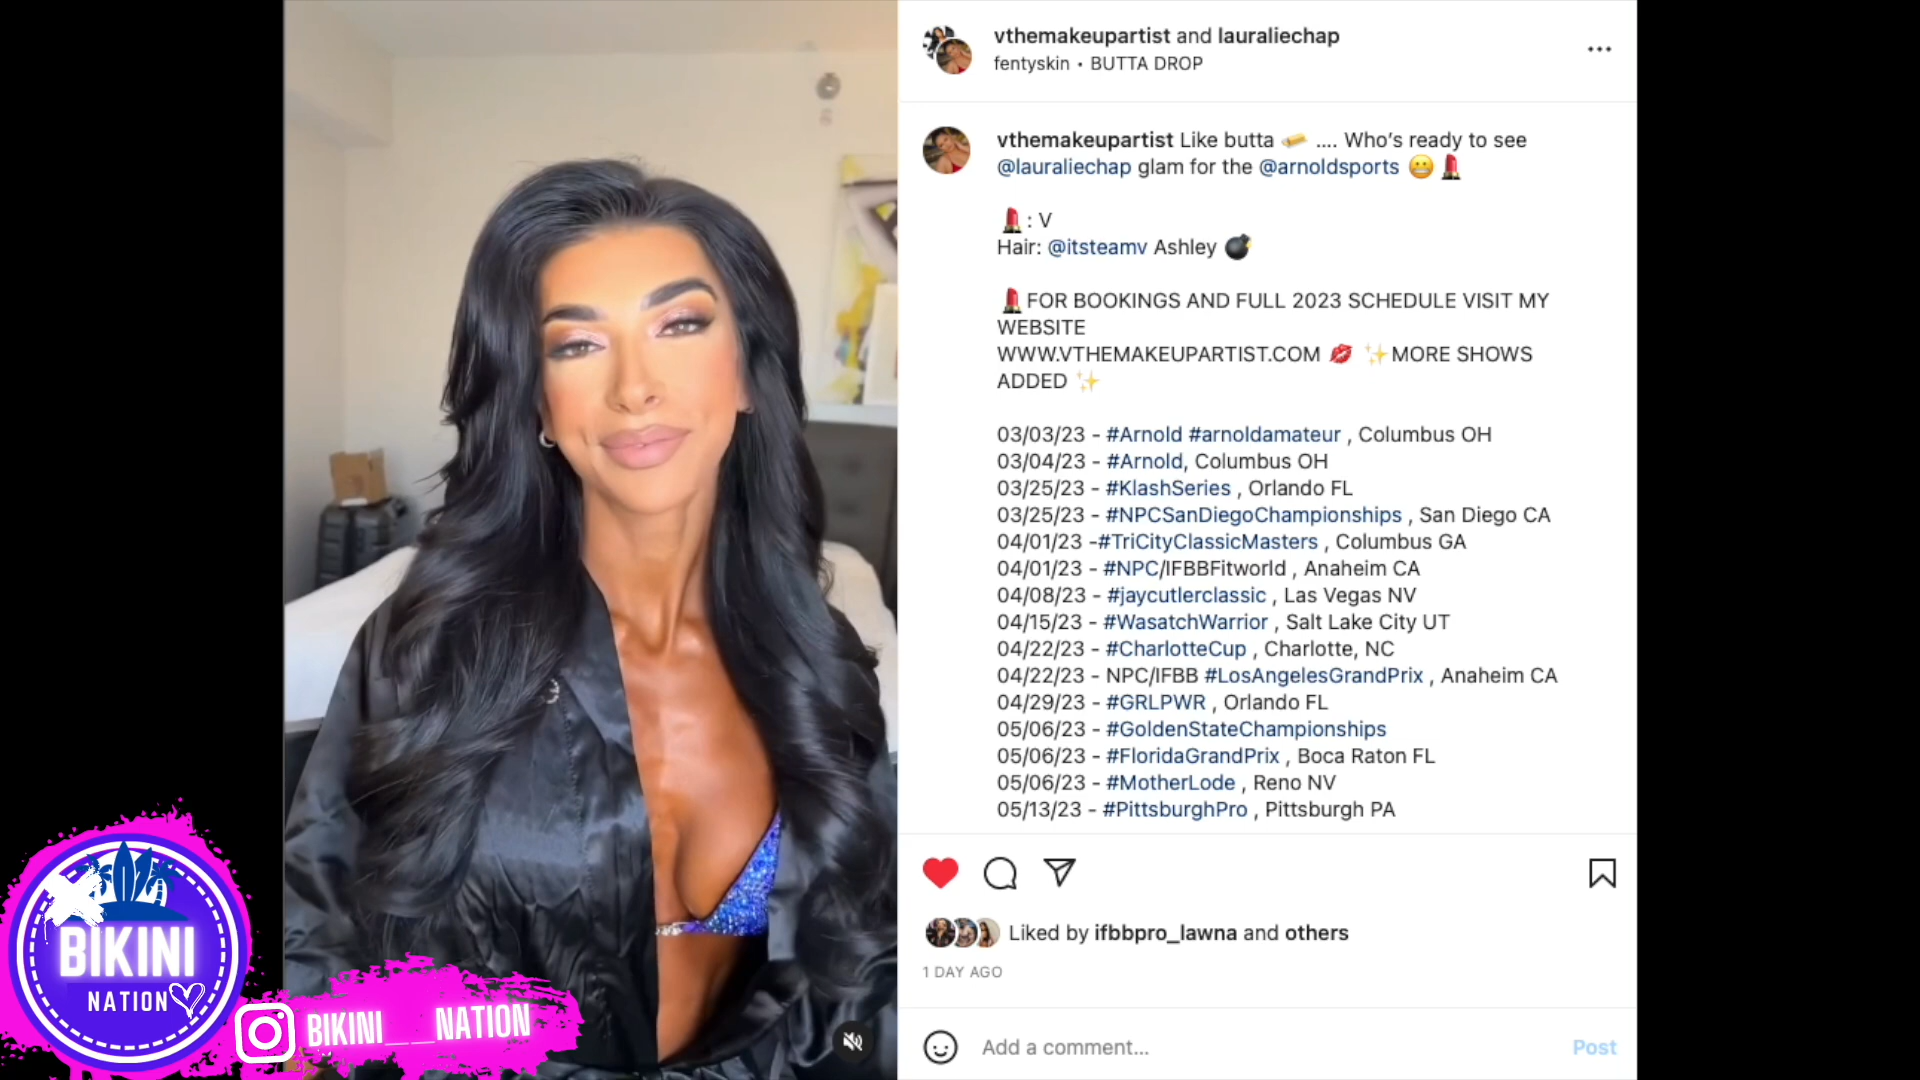 vthemakeupartist and lauraliechap
fentyskin • BUTTA DROP
vthemakeupartist Like butta 🧈 .... Who's ready to see
@lauraliechap glam for the @arnoldsports 😬💄
💄: V
Hair: @itsteamv Ashley 💣
💄FOR BOOKINGS AND FULL 2023 SCHEDULE VISIT MY
WEBSITE
WWW.VTHEMAKEUPARTIST.COM 💋 ✨MORE SHOWS
ADDED ✨
03/03/23 - #Arnold #arnoldamateur , Columbus OH
03/04/23 - #Arnold, Columbus OH
03/25/23 - #KlashSeries , Orlando FL
03/25/23 - #NPCSanDiegoChampionships , San Diego CA
04/01/23 -#TriCityClassicMasters , Columbus GA
04/01/23 - #NPC/IFBBFitworld , Anaheim CA
04/08/23 - #jaycutlerclassic , Las Vegas NV
04/15/23 - #WasatchWarrior , Salt Lake City UT
04/22/23 - #CharlotteCup , Charlotte, NC
04/22/23 - NPC/IFBB #LosAngelesGrandPrix , Anaheim CA
04/29/23 - #GRLPWR , Orlando FL
05/06/23 - #GoldenStateChampionships
05/06/23 - #FloridaGrandPrix , Boca Raton FL
05/06/23 - #MotherLode , Reno NV
05/13/23 - #PittsburghPro , Pittsburgh PA
Liked by ifbbpro_lawna and others
1 DAY AGO
Add a comment...
Post
BIKINI
NATION
BIKINI__NATION